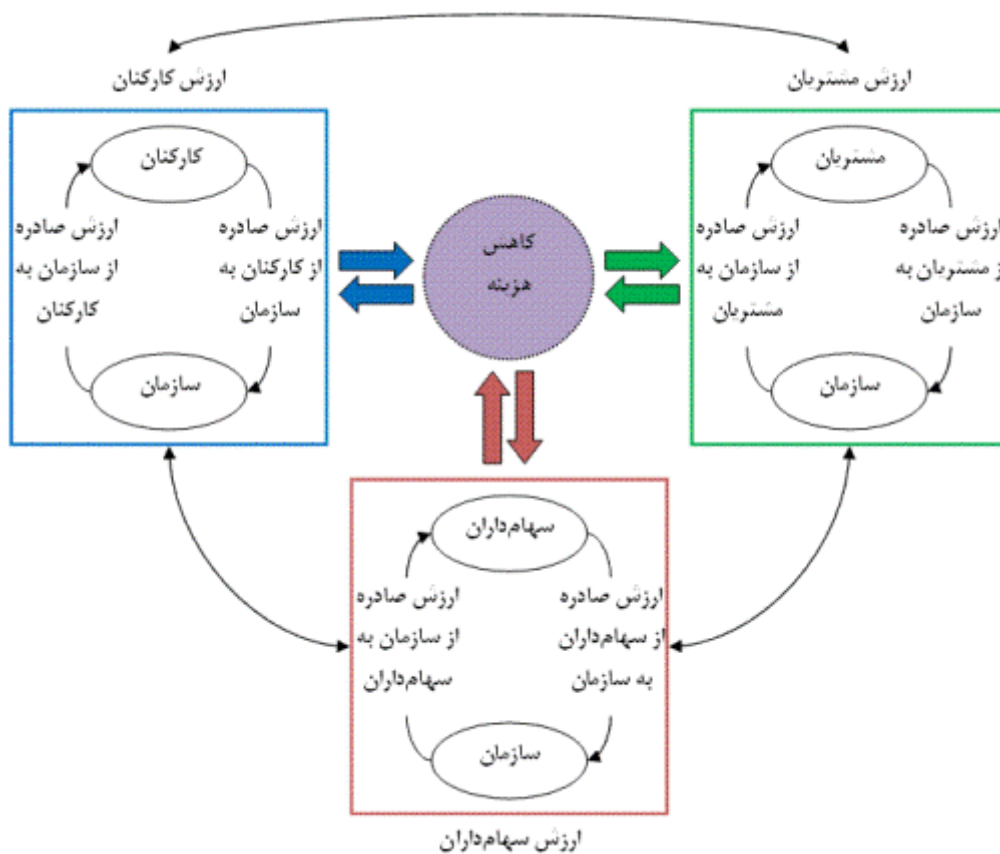 ارزش مشتریان
ارزش کارکنان
مشتریان
ارزش صادره
از مشتریان به
سازمان
ارزش صادره
از سازمان به
مشتریان
سازمان
کاهش
هزینه
کارکنان
ارزش صادره
از کارکنان به
سازمان
ارزش صادره
از سازمان به
کارکنان
سازمان
سهام‌داران
ارزش صادره
از سهام‌داران
به سازمان
ارزش صادره
از سازمان به
سهام‌داران
سازمان
ارزش سهام‌داران